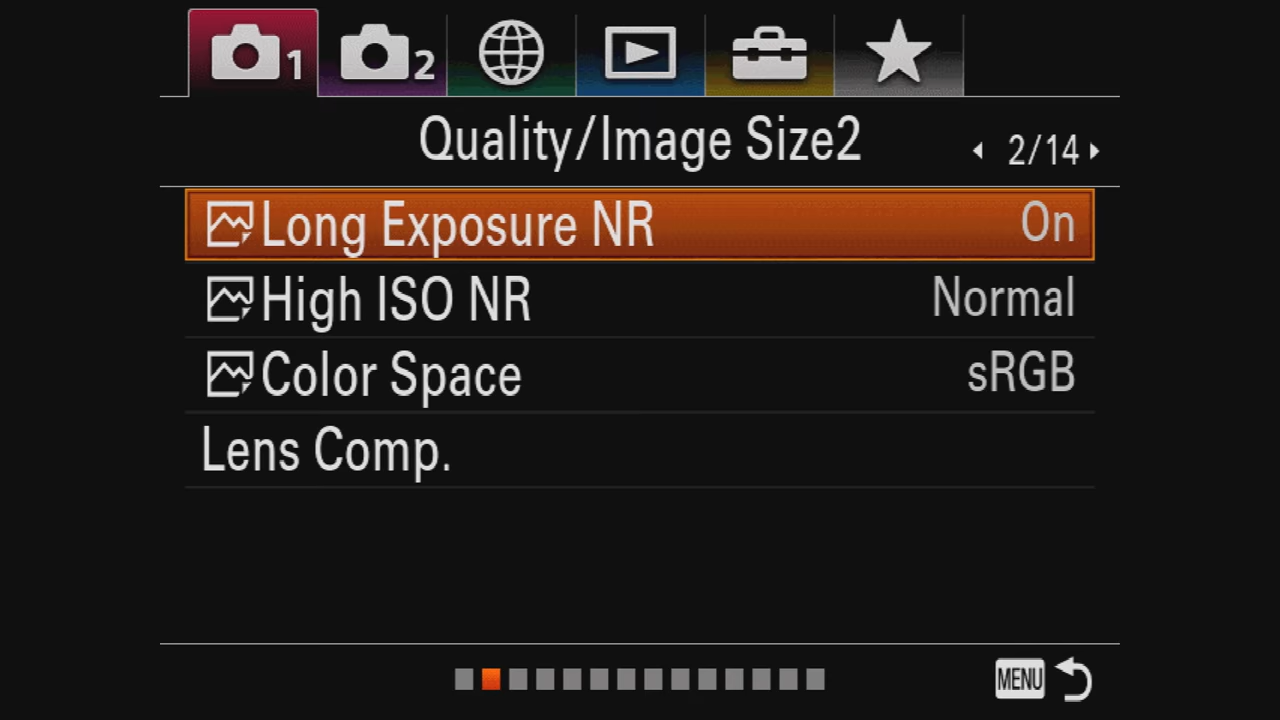 1 2
Quality/Image Size2 2/14
Long Exposure NR On
High ISO NR Normal
Color Space sRGB
Lens Comp.
MENU